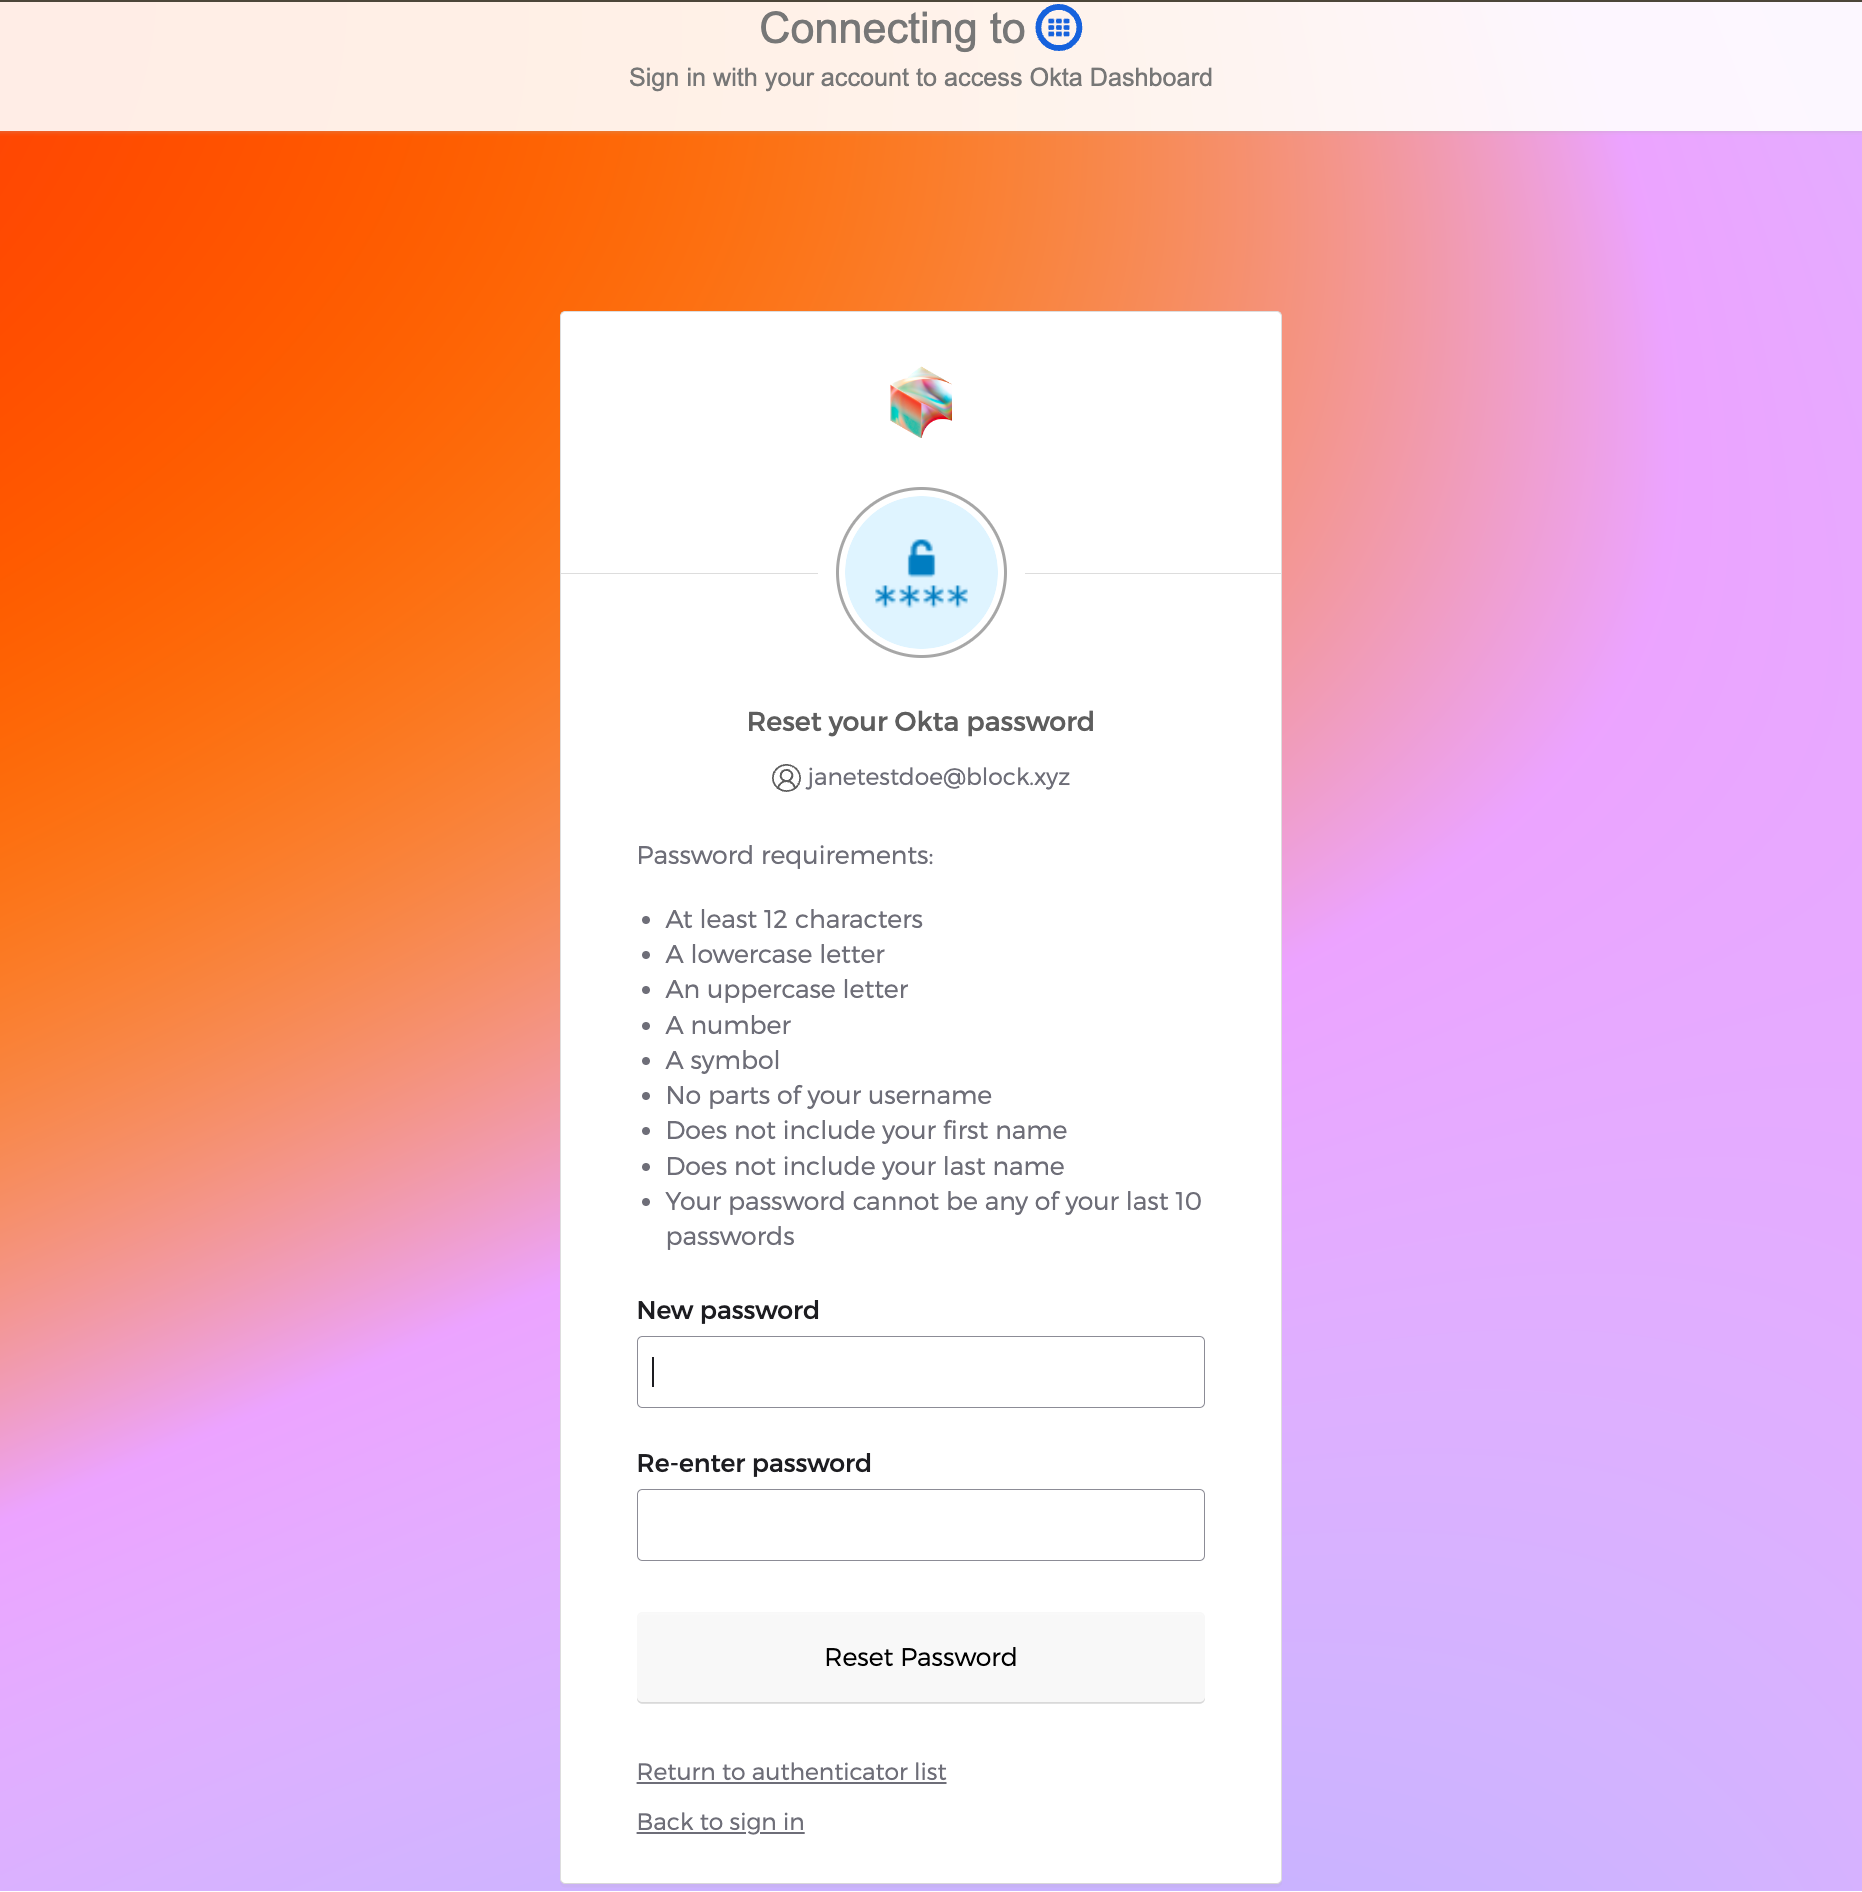 Connecting to
Sign in with your account to access Okta Dashboard
****
Reset your Okta password
janetestdoe@block.xyz
Password requirements:
• At least 12 characters
• A lowercase letter
• An uppercase letter
• A number
• A symbol
• No parts of your username
• Does not include your first name
• Does not include your last name
• Your password cannot be any of your last 10
passwords
New password
Re-enter password
Reset Password
Return to authenticator list
Back to sign in